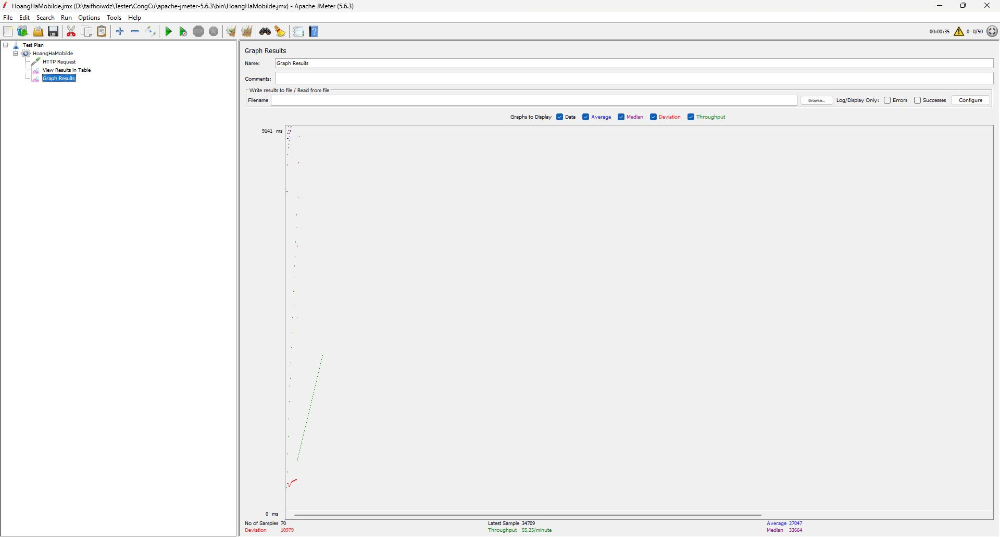 HoangHaMobilde.jmx (D:\taifhoiwdz\Tester\CongCu\apache-jmeter-5.6.3\bin\HoangHaMobilde.jmx) - Apache JMeter (5.6.3)
File Edit Search Run Options Tools Help
STOP 00:00:35 0 0/50
Test Plan
HoangHaMobilde
HTTP Request
View Results in Table
Graph Results
Graph Results
Name: Graph Results
Comments:
Write results to file / Read from file
Filename Browse... Log/Display Only: Errors Successes Configure
Graphs to Display Data Average Median Deviation Throughput
9141 ms
0 ms
No of Samples 70 Latest Sample 34709 Average 27047
Deviation 10979 Throughput 55.25/minute Median 33664